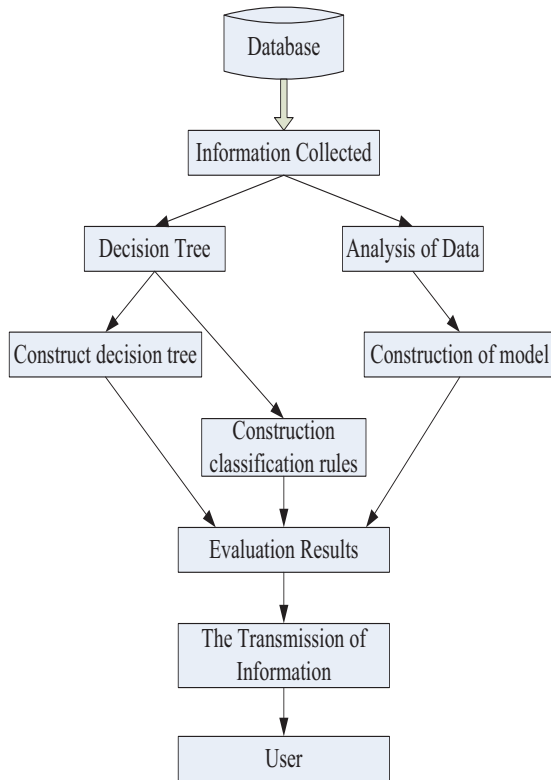 Database
Information Collected
Decision Tree
Analysis of Data
Construct decision tree
Construction of model
Construction
classification rules
Evaluation Results
The Transmission of
Information
User